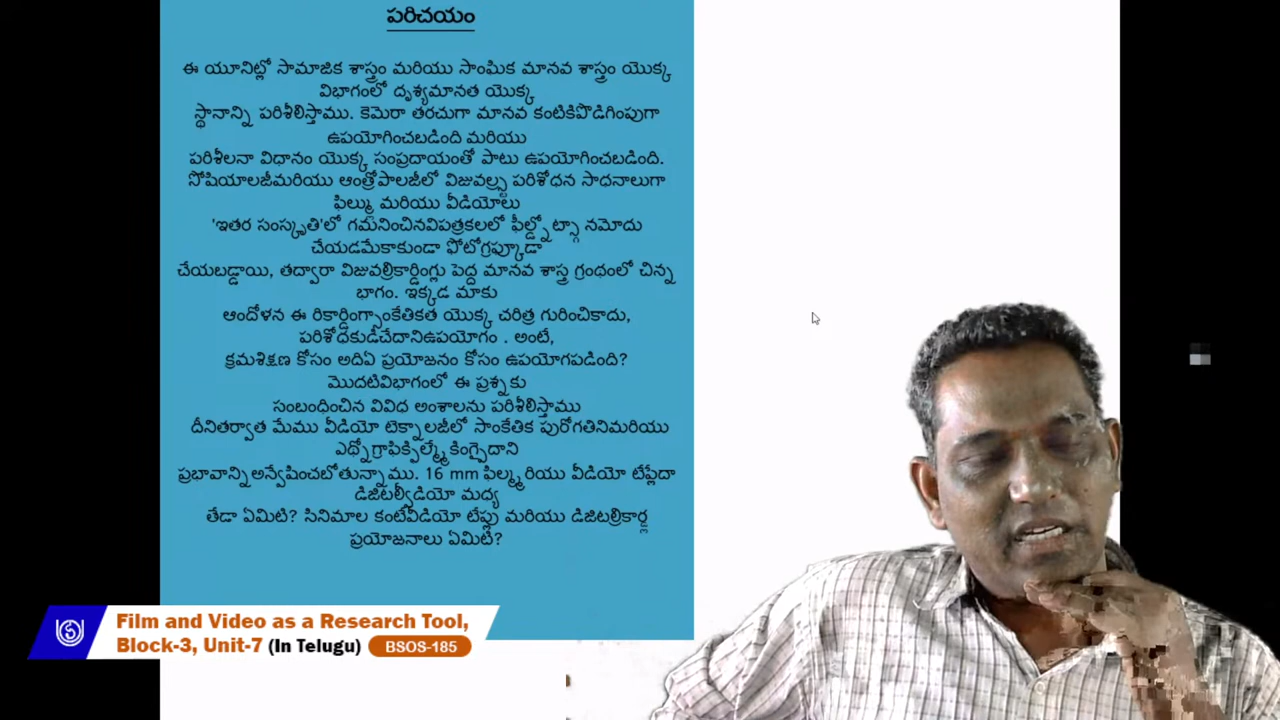 పరిచయం
ఈ యూనిట్లో సామాజిక శాస్త్రం మరియు సాంఘిక మానవ శాస్త్రం యొక్క
విభాగంలో దృశ్యమానత యొక్క
స్థానాన్ని పరిశీలిస్తాము. కెమెరా తరచుగా మానవ కంటికిపొడిగింపుగా
ఉపయోగించబడింది మరియు
పరిశీలనా విధానం యొక్క సంప్రదాయంతో పాటు ఉపయోగించబడింది.
సోషియాలజీమరియు ఆంత్రోపాలజీలో విజువల్స్ పరిశోధన సాధనాలుగా
ఫిల్ము మరియు వీడియోలు
'ఇతర సంస్కృతి'లో గమనించినవిపత్రకలలో ఫీల్డ్నోట్స్గా నమోదు
చేయడమేకాకుండా ఫోటోగ్రఫ్కూడా
చేయబడ్డాయి, తద్వారా విజువల్రికార్డింగ్లు పెద్ద మానవ శాస్త్ర గ్రంథంలో చిన్న
భాగం. ఇక్కడ మాకు
ఆందోళన ఈ రికార్డింగ్సాంకేతికత యొక్క చరిత్ర గురించికాదు,
పరిశోధకుడిచేదానిఉపయోగం . అంటే,
క్రమశిక్షణ కోసం అదిఏ ప్రయోజనం కోసం ఉపయోగపడింది?
మొదటివిభాగంలో ఈ ప్రశ్నకు
సంబంధించిన వివిధ అంశాలను పరిశీలిస్తాము
దీనితర్వాత మేము వీడియో టెక్నాలజీలో సాంకేతిక పురోగతినిమరియు
ఎథ్నోగ్రాఫిక్ఫిల్మ్మేకింగ్పైదాని
ప్రభావాన్నిఅన్వేషించబోతున్నాము. 16 mm ఫిల్మ్మరియు వీడియో టేప్లేదా
డిజిటల్వీడియో మధ్య
తేడా ఏమిటి? సినిమాల కంటేవీడియో టేప్లు మరియు డిజిటల్రికార్డ్ల
ప్రయోజనాలు ఏమిటి?
Film and Video as a Research Tool,
Block-3, Unit-7 (In Telugu) BSOS-185